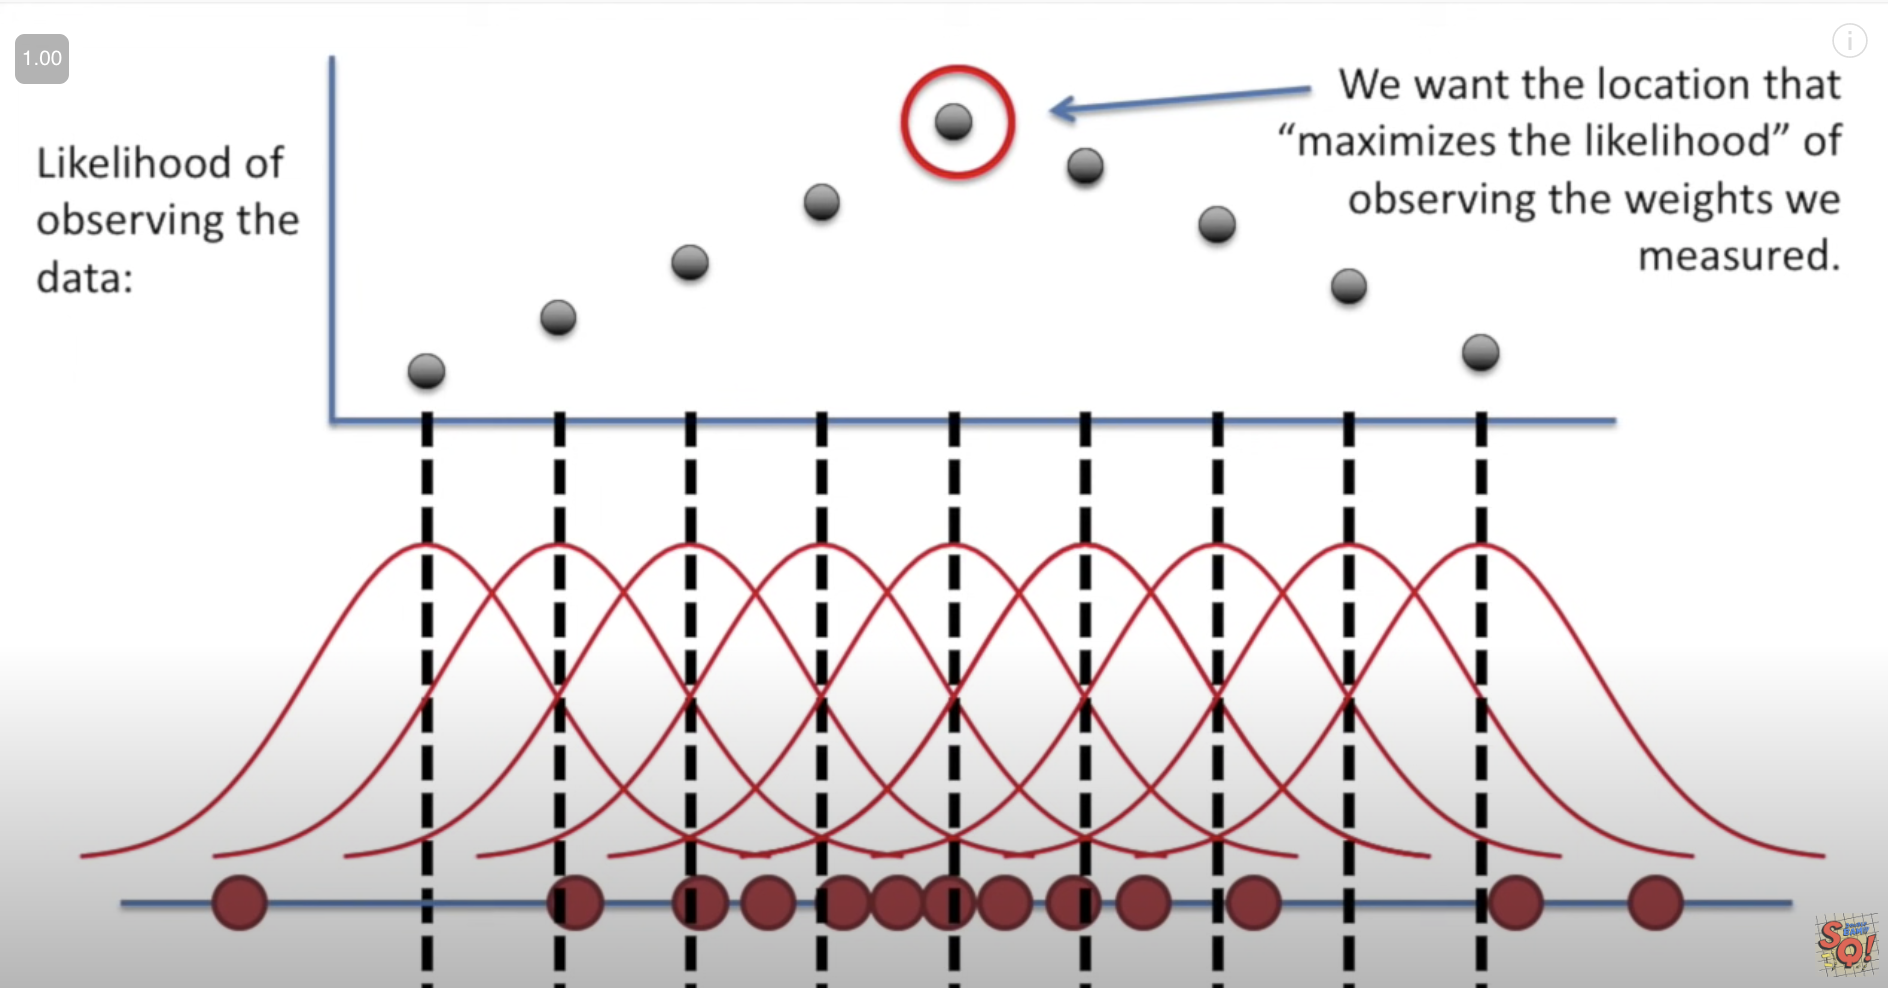 1.00
i
We want the location that
“maximizes the likelihood” of
observing the weights we
measured.
Likelihood of
observing the
data:
SQ!